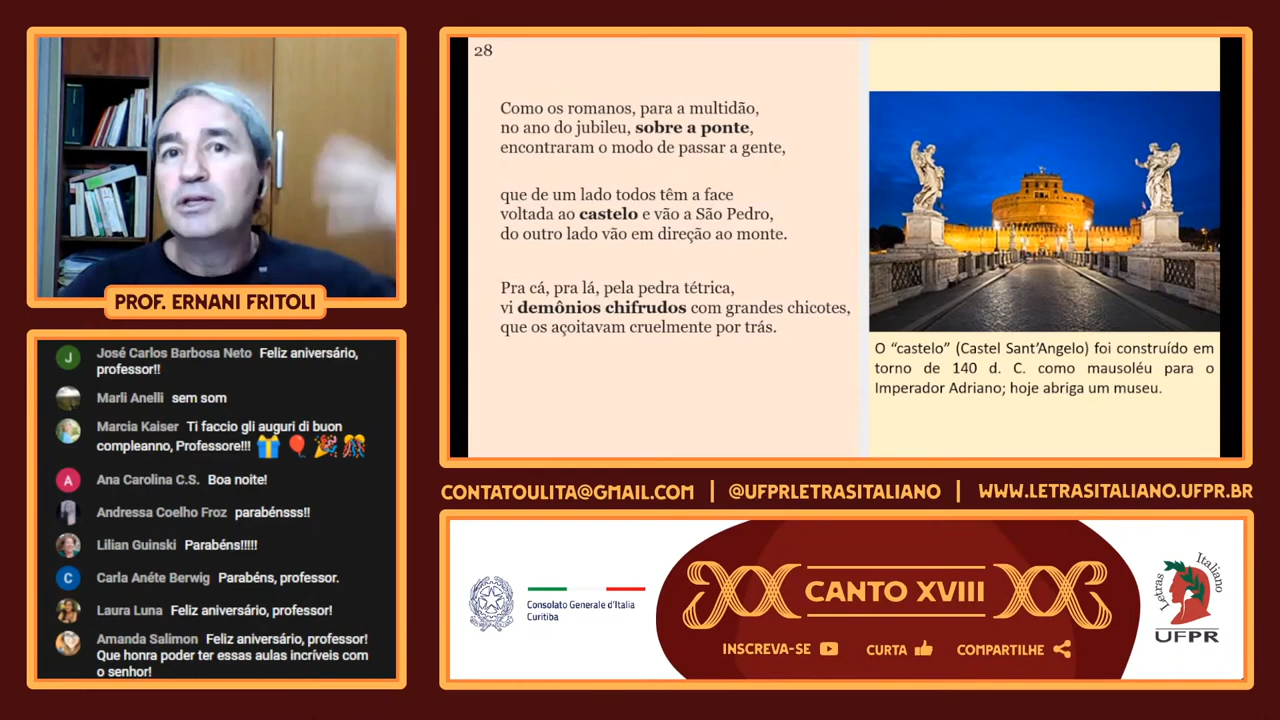 PROF. ERNANI FRITOLI
José Carlos Barbosa Neto Feliz aniversário,
professor!!
Marli Anelli sem som
Marcia Kaiser Ti faccio gli auguri di buon
compleanno, Professore!!!
Ana Carolina C.S. Boa noite!
Andressa Coelho Froz parabénsss!!
Lilian Guinski Parabéns!!!!!
Carla Anéte Berwig Parabéns, professor.
Laura Luna Feliz aniversário, professor!
Amanda Salimon Feliz aniversário, professor!
Que honra poder ter essas aulas incríveis com
o senhor!
J
A
C
28
Como os romanos, para a multidão,
no ano do jubileu, sobre a ponte,
encontraram o modo de passar a gente,
que de um lado todos têm a face
voltada ao castelo e vão a São Pedro,
do outro lado vão em direção ao monte.
Pra cá, pra lá, pela pedra tétrica,
vi demônios chifrudos com grandes chicotes,
que os açoitavam cruelmente por trás.
O “castelo” (Castel Sant’Angelo) foi construído em
torno de 140 d. C. como mausoléu para o
Imperador Adriano; hoje abriga um museu.
CONTATOULITA@GMAIL.COM | @UFPRLETRASITALIANO | WWW.LETRASITALIANO.UFPR.BR
Consolato Generale d'Italia
Curitiba
CANTO XVIII
INSCREVA-SE CURTA COMPARTILHE
Letras Italiano
UFPR